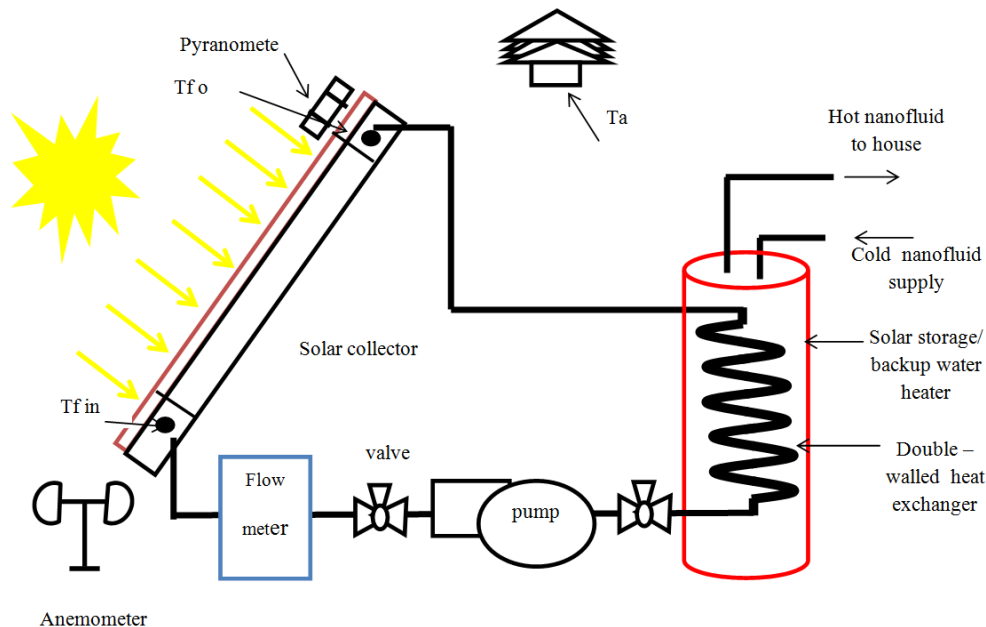 Pyranomete
Tf o
Ta
Hot nanofluid
to house
Cold nanofluid
supply
Solar storage/
backup water
heater
Solar collector
Tf in
valve
Double –
walled heat
exchanger
Flow
meter
pump
Anemometer